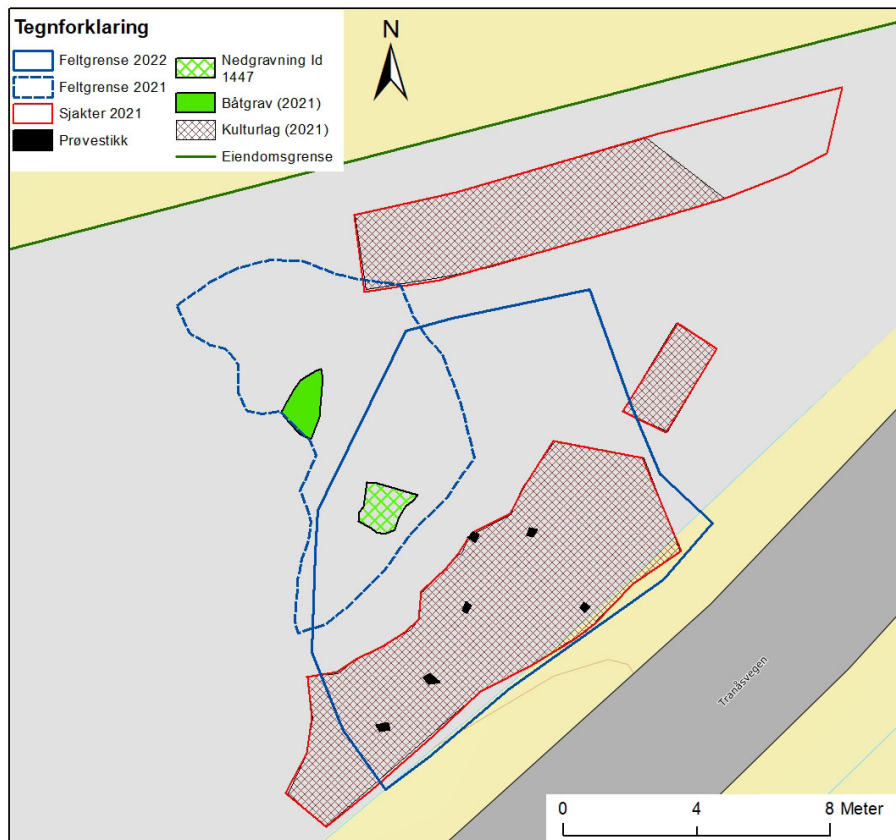 Tegnforklaring
Feltgrense 2022
Feltgrense 2021
Sjakter 2021
Prøvestikk
Nedgravning Id
1447
Båtgrav (2021)
Kulturlag (2021)
Eiendomsgrense
N
Tranåsvegen
0 4 8 Meter